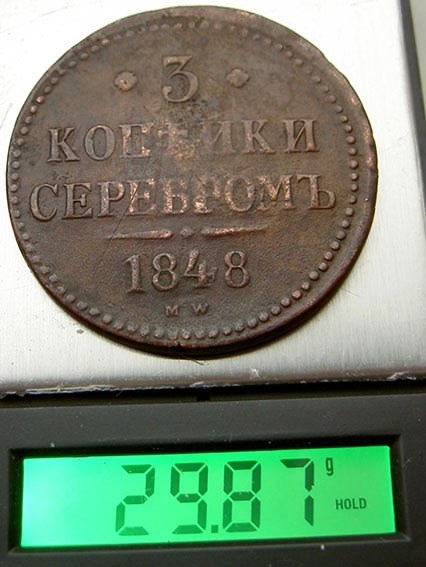 3
КОПѢЙКИ
СЕРЕБРОМЪ
1848
MW
29.87 g
HOLD